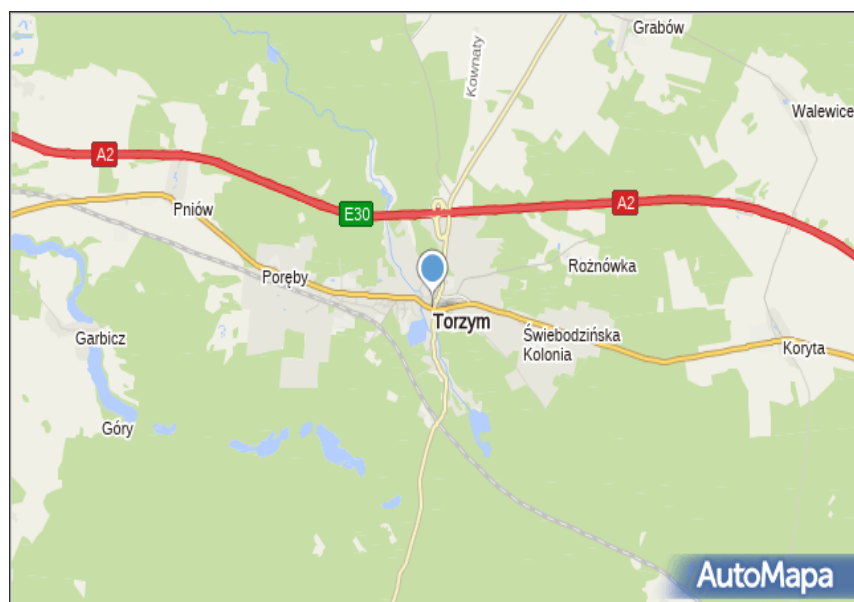 Grabów
Kownaty
Walewice
A2
A2
Pniów
E30
Rożnówka
Poręby
Torzym
Garbicz
Świebodzińska
Kolonia
Koryta
Góry
AutoMapa